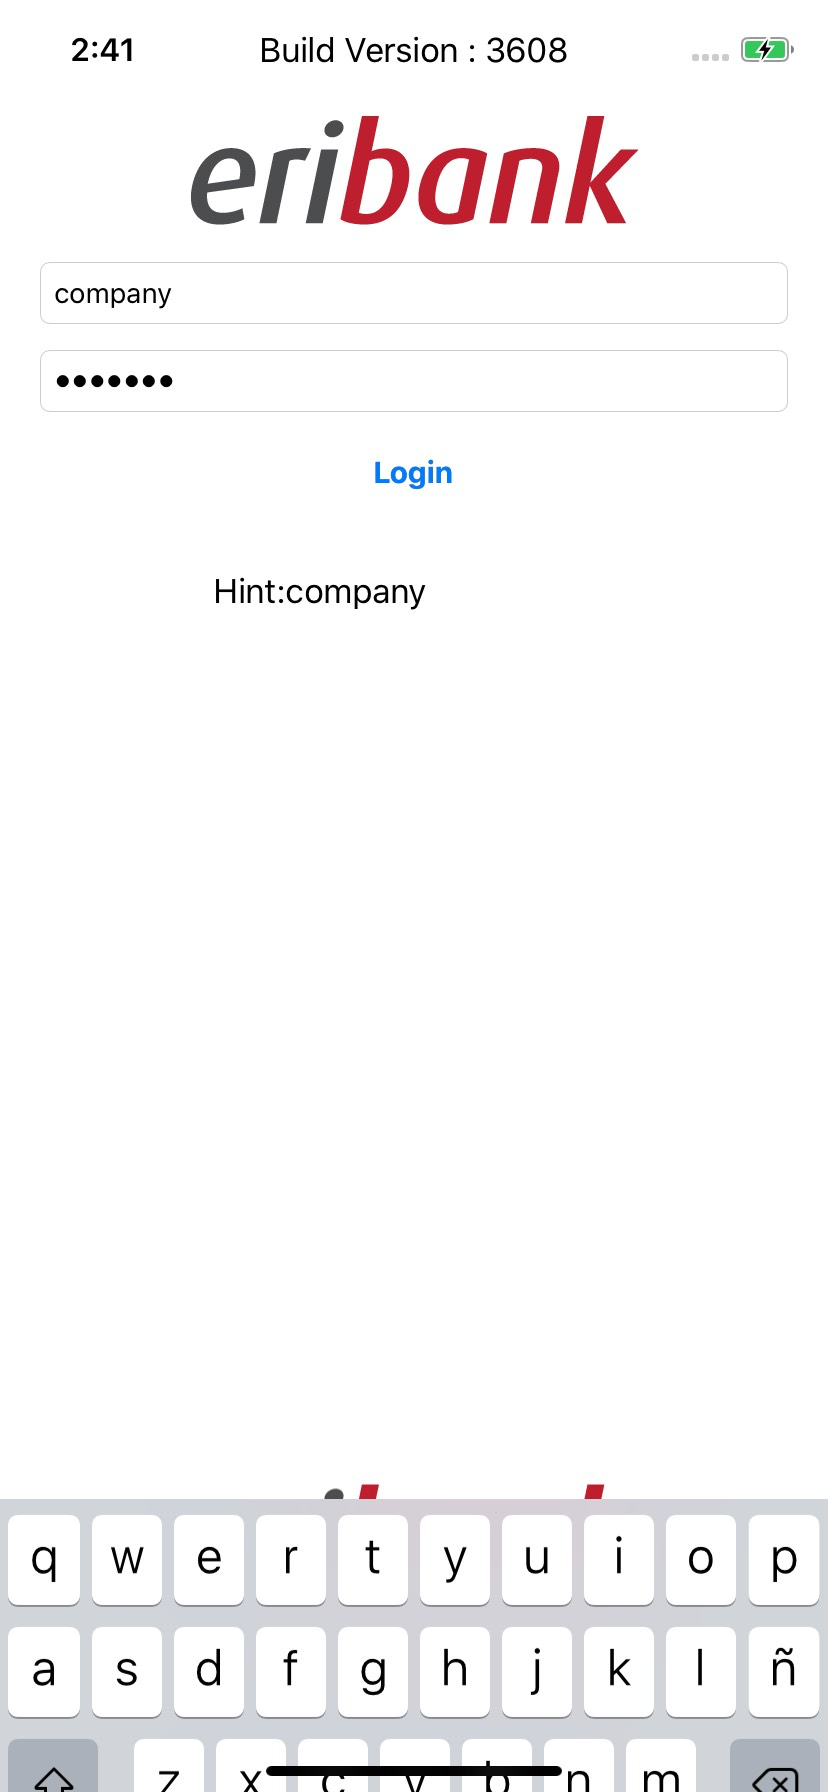 2:41 Build Version : 3608
eribank
company
•••••••
Login
Hint:company
q w e r t y u i o p
a s d f g h j k l ñ
z x c v b n m